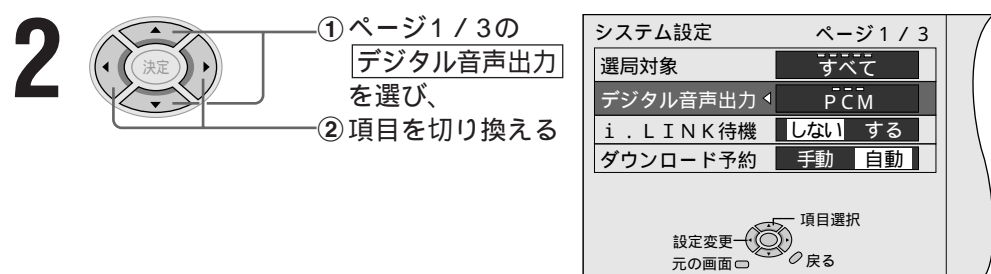 2
決定
①ページ1/3の
デジタル音声出力
を選び、
②項目を切り換える
システム設定 ページ1/3
選局対象 すべて
デジタル音声出力 PCM
i.LINK待機 しない する
ダウンロード予約 手動 自動
項目選択
設定変更
元の画面 戻る